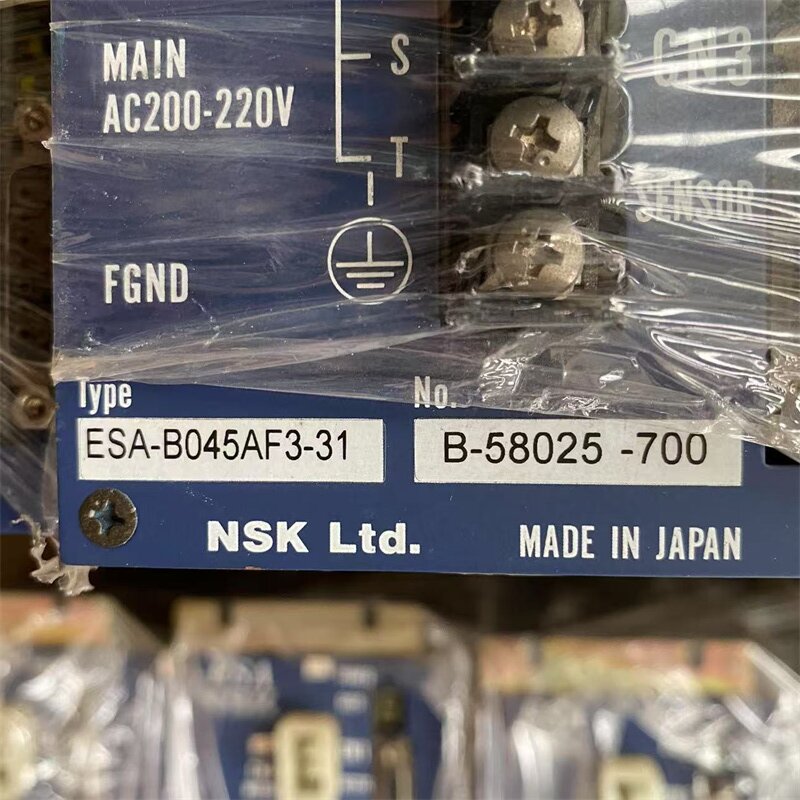 MAIN
AC200-220V
S
T
CN3
SENSOR
FGND
Type
No.
ESA-B045AF3-31
B-58025 -700
NSK Ltd.
MADE IN JAPAN